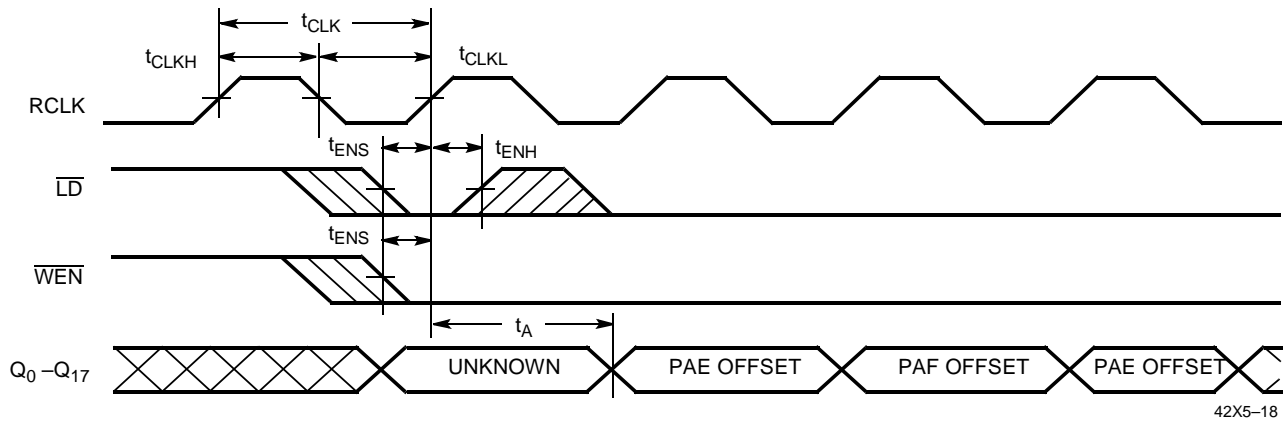 tCLK
tCLKH
tCLKL
RCLK
tENS
tENH
LD
tENS
WEN
tA
Q0 –Q17
UNKNOWN
PAE OFFSET
PAF OFFSET
PAE OFFSET
42X5–18